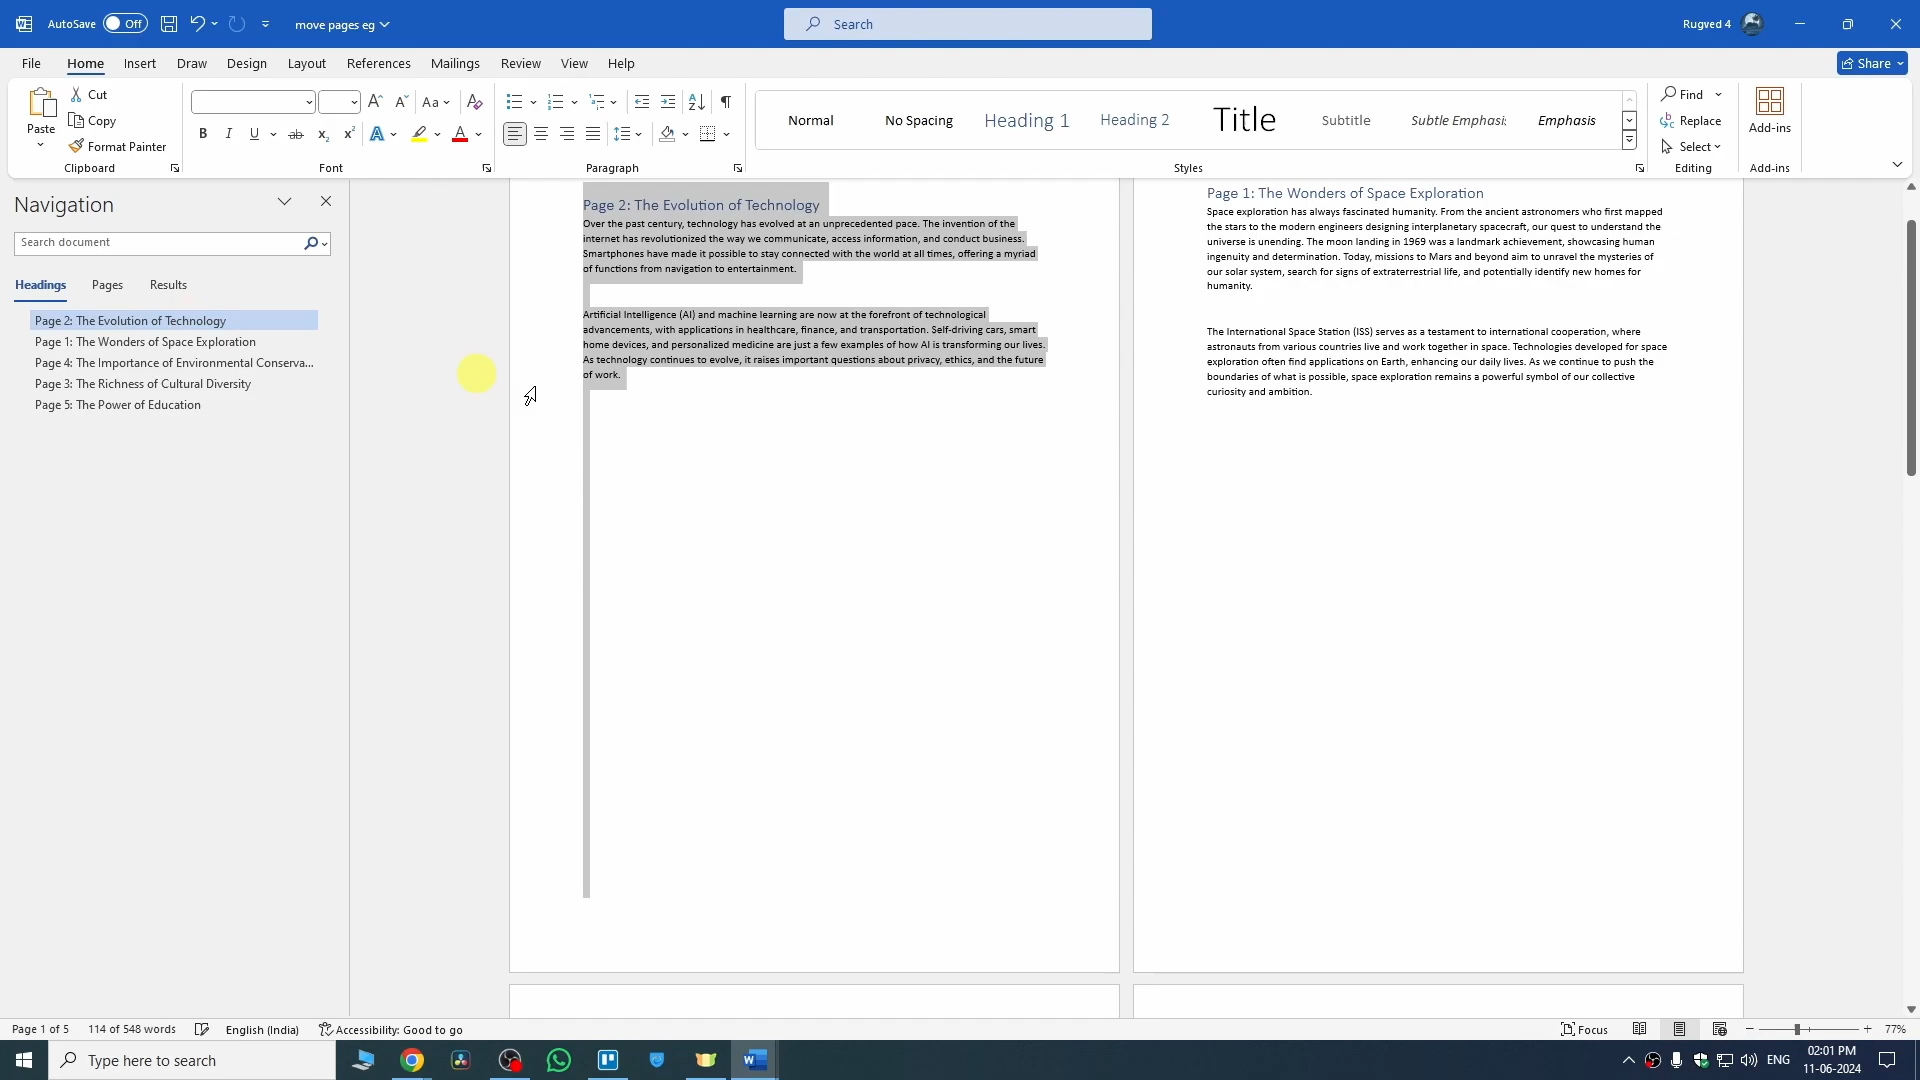 AutoSave Off move pages eg Search Rugved 4
File Home Insert Draw Design Layout References Mailings Review View Help Share
Paste
Cut
Copy
Format Painter
Clipboard
Aa
B I U ab x₂ x² A A
Font
Paragraph
Normal No Spacing Heading 1 Heading 2 Title Subtitle Subtle Emphasis Emphasis
Styles
Find
Replace
Select
Editing
Add-ins
Add-ins
Navigation
Search document
Headings Pages Results
Page 2: The Evolution of Technology
Page 1: The Wonders of Space Exploration
Page 4: The Importance of Environmental Conserva...
Page 3: The Richness of Cultural Diversity
Page 5: The Power of Education
Page 2: The Evolution of Technology
Over the past century, technology has evolved at an unprecedented pace. The invention of the
internet has revolutionized the way we communicate, access information, and conduct business.
Smartphones have made it possible to stay connected with the world at all times, offering a myriad
of functions from navigation to entertainment.
Artificial Intelligence (AI) and machine learning are now at the forefront of technological
advancements, with applications in healthcare, finance, and transportation. Self-driving cars, smart
home devices, and personalized medicine are just a few examples of how AI is transforming our lives.
As technology continues to evolve, it raises important questions about privacy, ethics, and the future
of work.
Page 1: The Wonders of Space Exploration
Space exploration has always fascinated humanity. From the ancient astronomers who first mapped
the stars to the modern engineers designing interplanetary spacecraft, our quest to understand the
universe is unending. The moon landing in 1969 was a landmark achievement, showcasing human
ingenuity and determination. Today, missions to Mars and beyond aim to unravel the mysteries of
our solar system, search for signs of extraterrestrial life, and potentially identify new homes for
humanity.
The International Space Station (ISS) serves as a testament to international cooperation, where
astronauts from various countries live and work together in space. Technologies developed for space
exploration often find applications on Earth, enhancing our daily lives. As we continue to push the
boundaries of what is possible, space exploration remains a powerful symbol of our collective
curiosity and ambition.
Page 1 of 5 114 of 548 words English (India) Accessibility: Good to go Focus 77%
Type here to search ENG 02:01 PM
11-06-2024